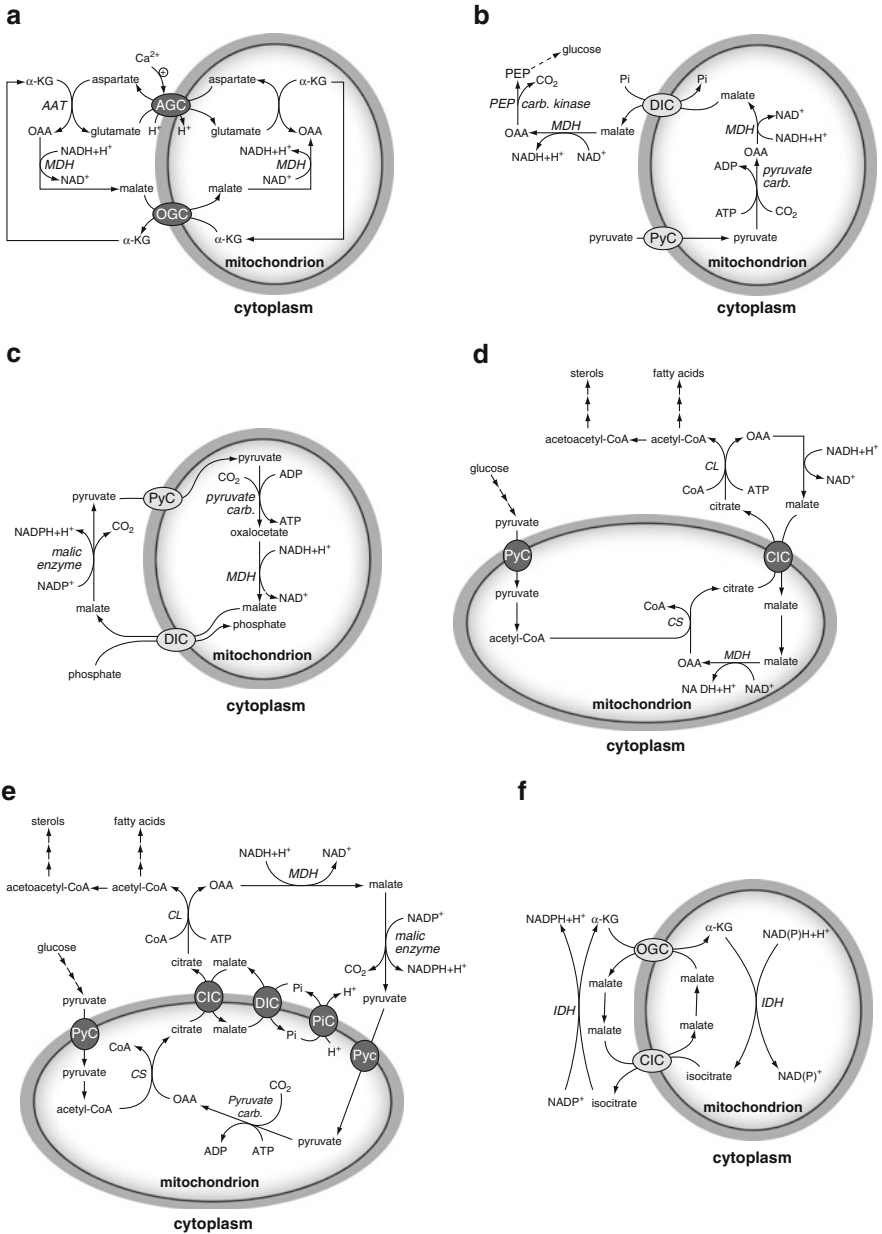 a
Ca2+
+
α-KG aspartate aspartate α-KG
AAT AGC
OAA glutamate H+ H+ glutamate OAA
NADH+H+ NADH+H+
MDH MDH
NAD+ NAD+
malate malate
OGC
α-KG α-KG
mitochondrion
cytoplasm
b
glucose
PEP
CO2
PEP carb. kinase
Pi Pi
DIC
malate
OAA MDH malate
NADH+H+ NAD+
MDH NAD+
NADH+H+
OAA
ADP pyruvate
carb.
ATP CO2
pyruvate PyC pyruvate
mitochondrion
cytoplasm
c
pyruvate
CO2 ADP
pyruvate PyC
pyruvate
carb.
ATP
NADPH+H+ CO2
oxalocetate
malic
enzyme
NADH+H+
MDH
NADP+
NAD+
malate malate
phosphate
DIC
phosphate
mitochondrion
cytoplasm
d
sterols fatty acids
acetoacetyl-CoA acetyl-CoA OAA
glucose NADH+H+
CL
NAD+
CoA ATP
pyruvate citrate malate
PyC CIC
pyruvate citrate
CoA malate
CS
acetyl-CoA
OAA MDH malate
NA DH+H+ NAD+
mitochondrion
cytoplasm
e
sterols fatty acids
NADH+H+ NAD+
acetoacetyl-CoA acetyl-CoA OAA MDH malate
CL NADP+
malic
enzyme
CoA ATP
glucose
citrate malate CO2 NADPH+H+
pyruvate CIC DIC Pi H+ pyruvate
PiC
PyC citrate malate Pi H+ Pyc
CoA
pyruvate CS
CO2
acetyl-CoA OAA Pyruvate
carb.
pyruvate
ADP ATP
mitochondrion
cytoplasm
f
NADPH+H+ α-KG α-KG NAD(P)H+H+
OGC
malate malate
IDH IDH
malate malate
CIC
isocitrate
NADP+ isocitrate NAD(P)+
mitochondrion
cytoplasm